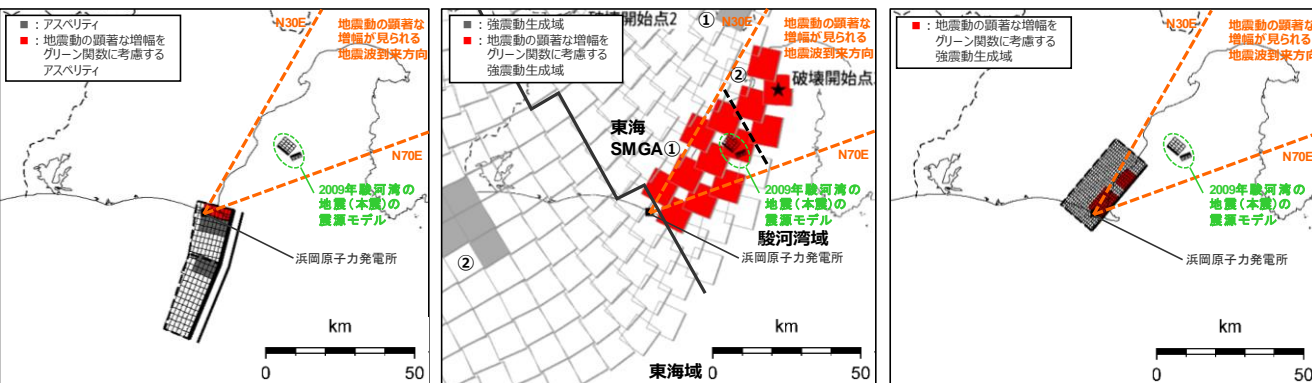 ■ : アスペリティ
■ : 地震動の顕著な増幅を
グリーン関数に考慮する
アスペリティ
N30E
地震動の顕著な
増幅が見られる
地震波到来方向
N70E
2009年駿河湾の
地震(本震)の
震源モデル
浜岡原子力発電所
km
0 50
■ : 強震動生成域
■ : 地震動の顕著な増幅を
グリーン関数に考慮する
強震動生成域
破壊開始点2
①
N30E
地震動の顕著な
増幅が見られる
地震波到来方向
②
破壊開始点
東海
SMGA①
N70E
2009年駿河湾の
地震(本震)の
震源モデル
駿河湾域
浜岡原子力発電所
②
km
0 50
東海域
■ : 地震動の顕著な増幅を
グリーン関数に考慮する
強震動生成域
N30E
地震動の顕著な
増幅が見られる
地震波到来方向
N70E
2009年駿河湾の
地震(本震)の
震源モデル
浜岡原子力発電所
km
0 50